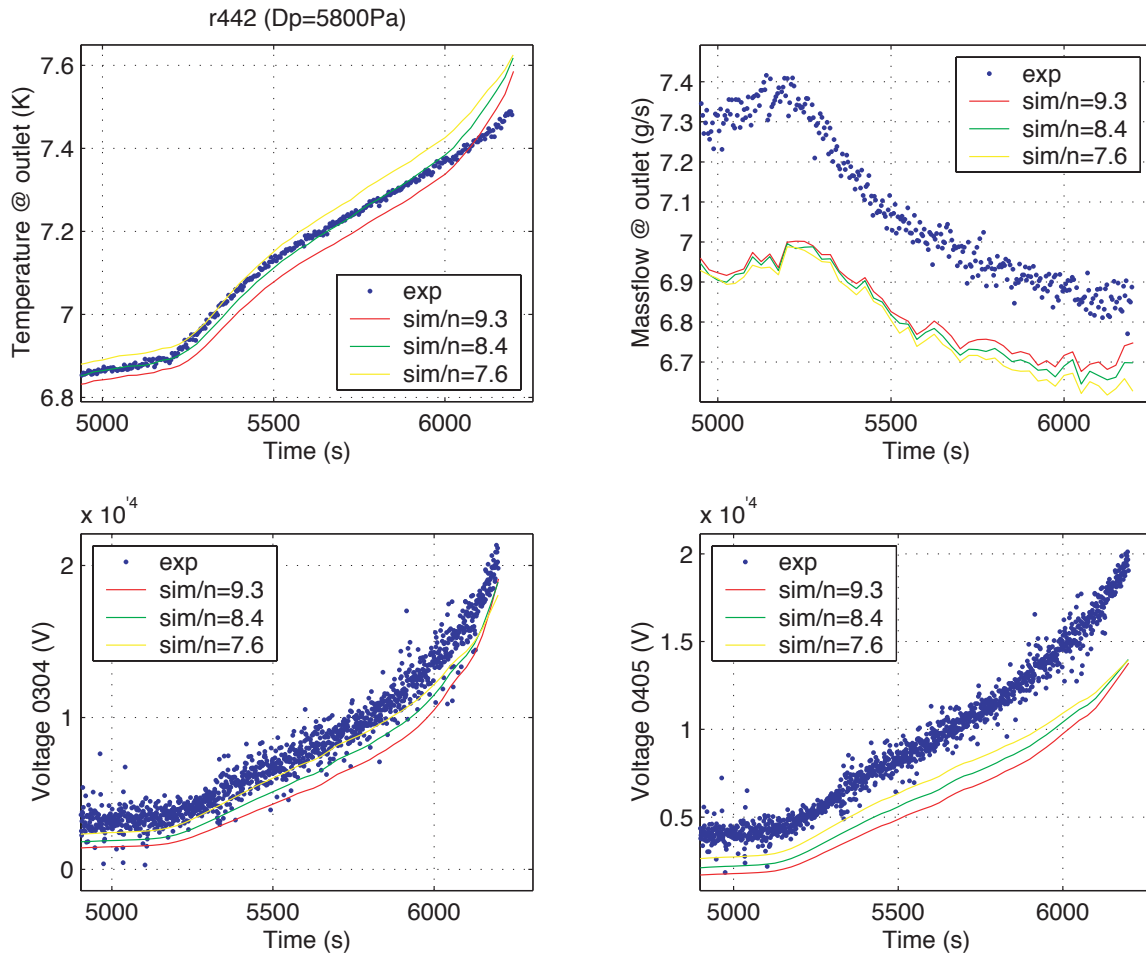 r442 (Dp=5800Pa)
Temperature @ outlet (K)
7.6
7.4
7.2
7
6.8
5000
5500
6000
Time (s)
exp
sim/n=9.3
sim/n=8.4
sim/n=7.6
Massflow @ outlet (g/s)
7.4
7.3
7.2
7.1
7
6.9
6.8
6.7
5000
5500
6000
Time (s)
exp
sim/n=9.3
sim/n=8.4
sim/n=7.6
x 10'4
Voltage 0304 (V)
2
1
0
5000
5500
6000
Time (s)
exp
sim/n=9.3
sim/n=8.4
sim/n=7.6
x 10'4
Voltage 0405 (V)
2
1.5
1
0.5
5000
5500
6000
Time (s)
exp
sim/n=9.3
sim/n=8.4
sim/n=7.6